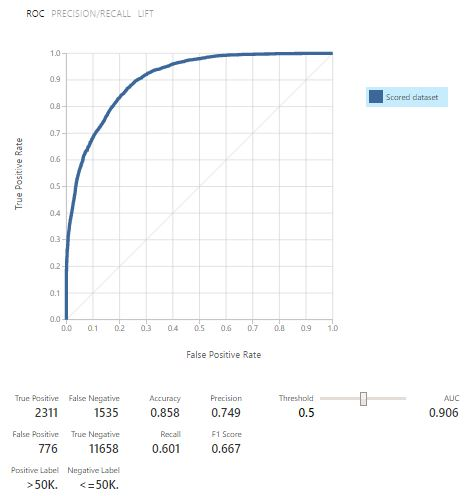 ROC PRECISION/RECALL LIFT
1.0
0.9
0.8
0.7
0.6
0.5
0.4
0.3
0.2
0.1
0.0
True Positive Rate
0.0 0.1 0.2 0.3 0.4 0.5 0.6 0.7 0.8 0.9 1.0
False Positive Rate
Scored dataset
True Positive False Negative Accuracy Precision Threshold AUC
2311 1535 0.858 0.749 0.5 0.906
False Positive True Negative Recall F1 Score
776 11658 0.601 0.667
Positive Label Negative Label
>50K. <=50K.